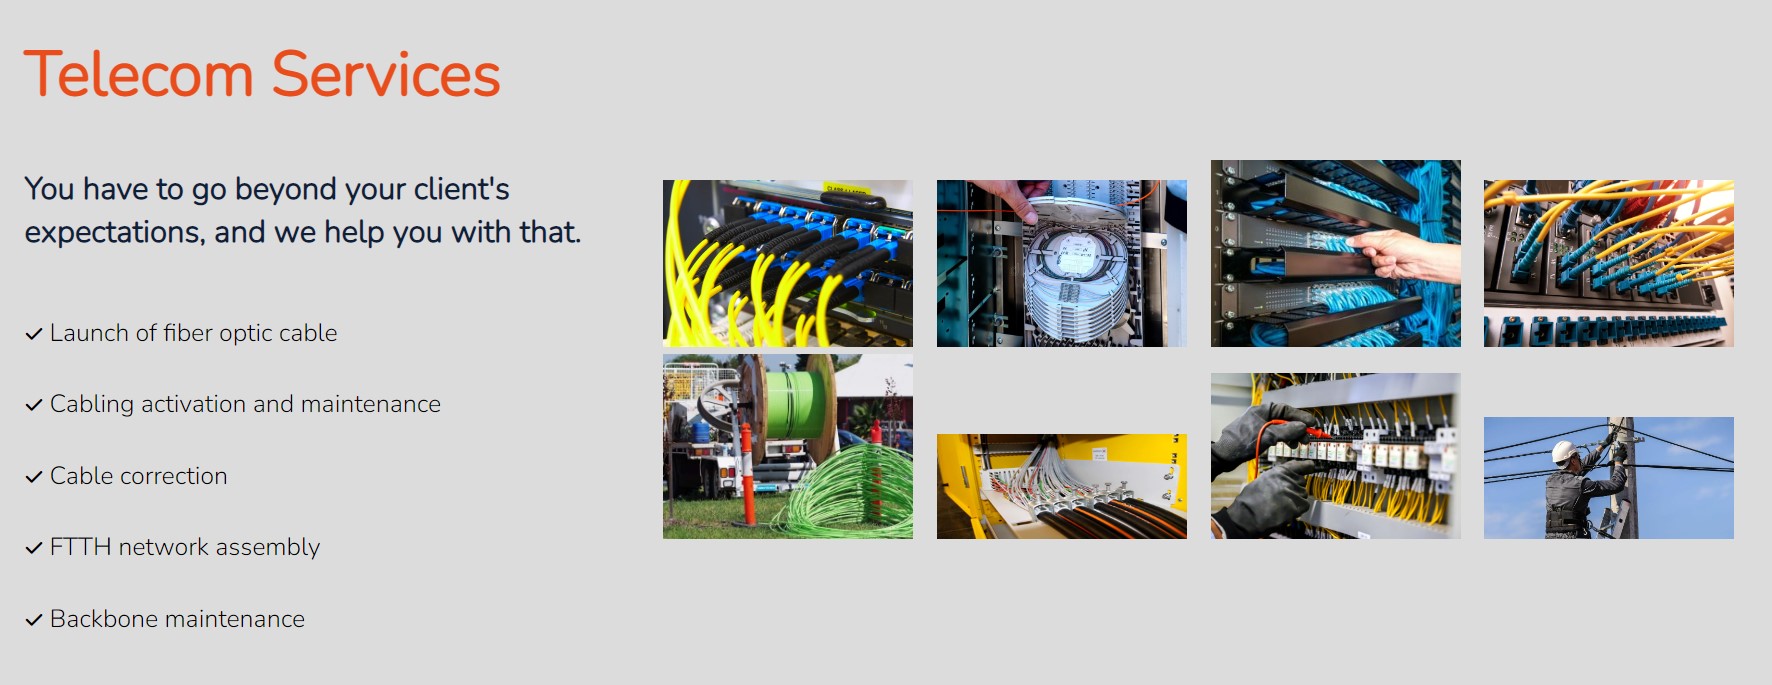 Telecom Services
You have to go beyond your client's
expectations, and we help you with that.
Launch of fiber optic cable
Cabling activation and maintenance
Cable correction
FTTH network assembly
Backbone maintenance